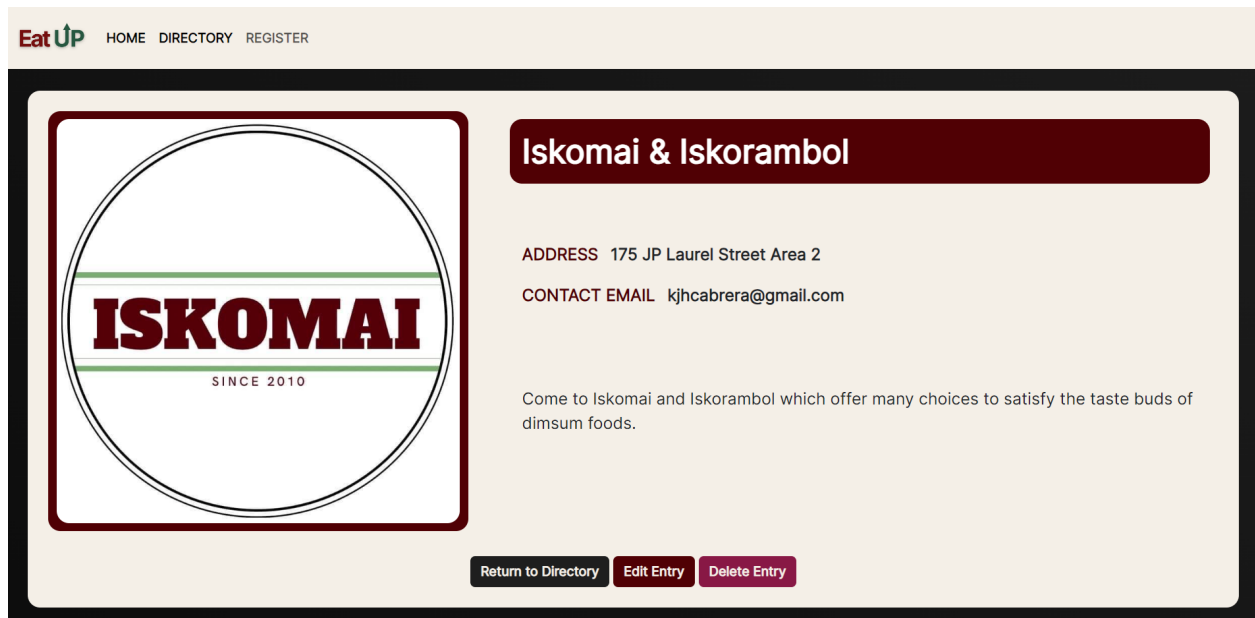 Eat UP HOME DIRECTORY REGISTER
ISKOMAI
SINCE 2010
Iskomai & Iskorambol
ADDRESS 175 JP Laurel Street Area 2
CONTACT EMAIL kjhcabrera@gmail.com
Come to Iskomai and Iskorambol which offer many choices to satisfy the taste buds of
dimsum foods.
Return to Directory Edit Entry Delete Entry